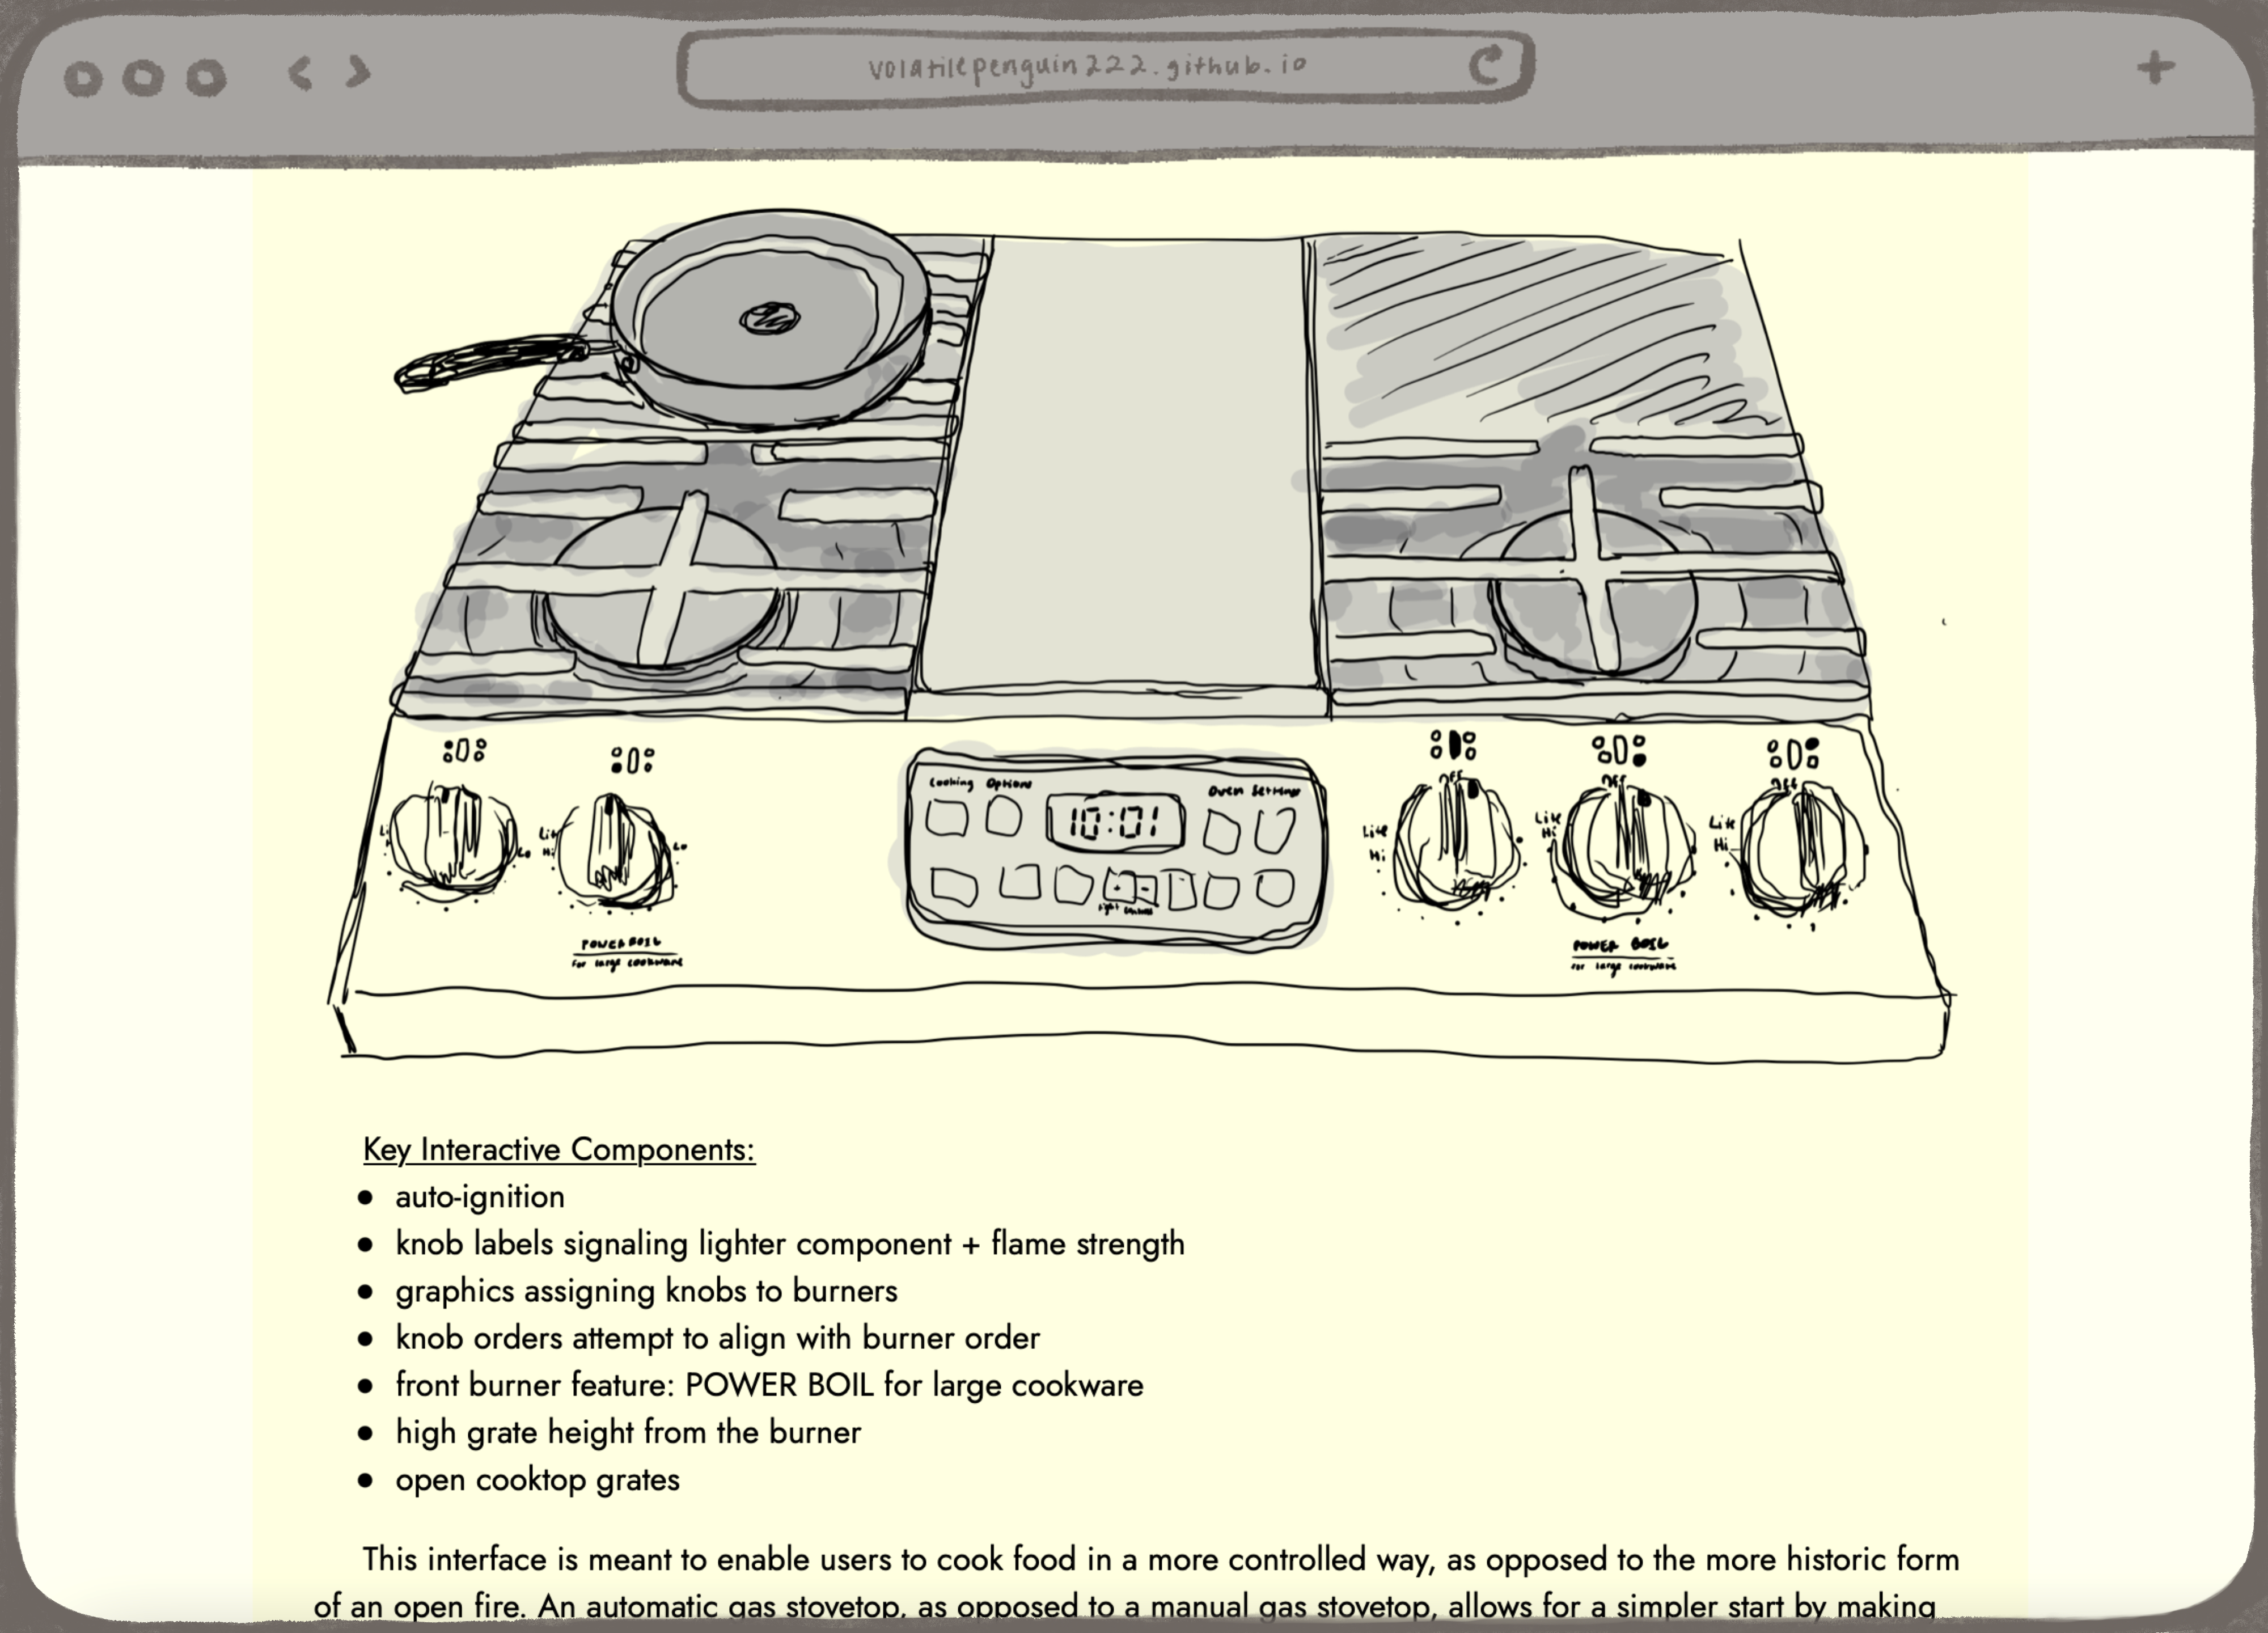 volatilepenguin222.github.io
OFF
OFF
OFF
Cooking Options
Oven Settings
10:01
Lite
Hi
Lo
Lite
Hi
Lite
Hi
Lite
Hi
Lo
POWER BOIL
for large cookware
POWER BOIL
for large cookware
Key Interactive Components:
● auto-ignition
● knob labels signaling lighter component + flame strength
● graphics assigning knobs to burners
● knob orders attempt to align with burner order
● front burner feature: POWER BOIL for large cookware
● high grate height from the burner
● open cooktop grates
This interface is meant to enable users to cook food in a more controlled way, as opposed to the more historic form
of an open fire. An automatic gas stovetop, as opposed to a manual gas stovetop, allows for a simpler start by making